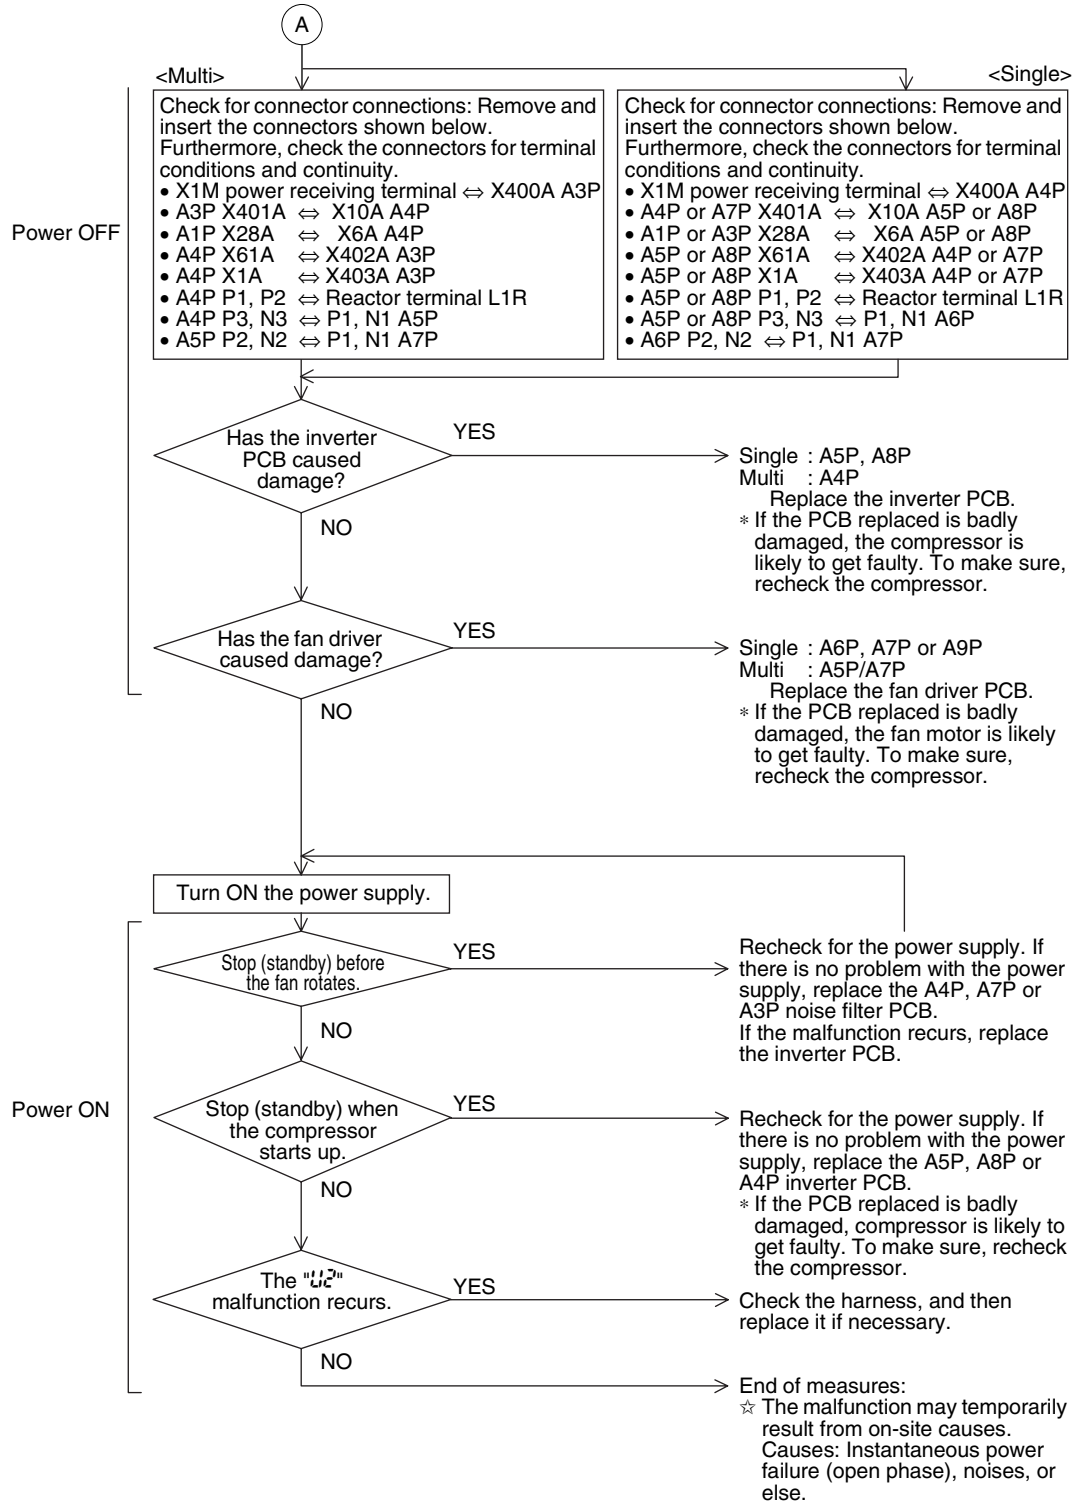 A
<Multi>
Check for connector connections: Remove and
insert the connectors shown below.
Furthermore, check the connectors for terminal
conditions and continuity.
• X1M power receiving terminal ⇔ X400A A3P
• A3P X401A ⇔ X10A A4P
• A1P X28A ⇔ X6A A4P
• A4P X61A ⇔ X402A A3P
• A4P X1A ⇔ X403A A3P
• A4P P1, P2 ⇔ Reactor terminal L1R
• A4P P3, N3 ⇔ P1, N1 A5P
• A5P P2, N2 ⇔ P1, N1 A7P
<Single>
Check for connector connections: Remove and
insert the connectors shown below.
Furthermore, check the connectors for terminal
conditions and continuity.
• X1M power receiving terminal ⇔ X400A A4P
• A4P or A7P X401A ⇔ X10A A5P or A8P
• A1P or A3P X28A ⇔ X6A A5P or A8P
• A5P or A8P X61A ⇔ X402A A4P or A7P
• A5P or A8P X1A ⇔ X403A A4P or A7P
• A5P or A8P P1, P2 ⇔ Reactor terminal L1R
• A5P or A8P P3, N3 ⇔ P1, N1 A6P
• A6P P2, N2 ⇔ P1, N1 A7P
Power OFF
Has the inverter
PCB caused
damage?
YES
Single : A5P, A8P
Multi : A4P
Replace the inverter PCB.
* If the PCB replaced is badly
damaged, the compressor is
likely to get faulty. To make sure,
recheck the compressor.
NO
Has the fan driver
caused damage?
YES
Single : A6P, A7P or A9P
Multi : A5P/A7P
Replace the fan driver PCB.
* If the PCB replaced is badly
damaged, the fan motor is likely
to get faulty. To make sure,
recheck the compressor.
NO
Turn ON the power supply.
Power ON
Stop (standby) before
the fan rotates.
YES
Recheck for the power supply. If
there is no problem with the power
supply, replace the A4P, A7P or
A3P noise filter PCB.
If the malfunction recurs, replace
the inverter PCB.
NO
Stop (standby) when
the compressor
starts up.
YES
Recheck for the power supply. If
there is no problem with the power
supply, replace the A5P, A8P or
A4P inverter PCB.
* If the PCB replaced is badly
damaged, compressor is likely to
get faulty. To make sure, recheck
the compressor.
NO
The "U2"
malfunction recurs.
YES
Check the harness, and then
replace it if necessary.
NO
End of measures:
☆ The malfunction may temporarily
result from on-site causes.
Causes: Instantaneous power
failure (open phase), noises, or
else.